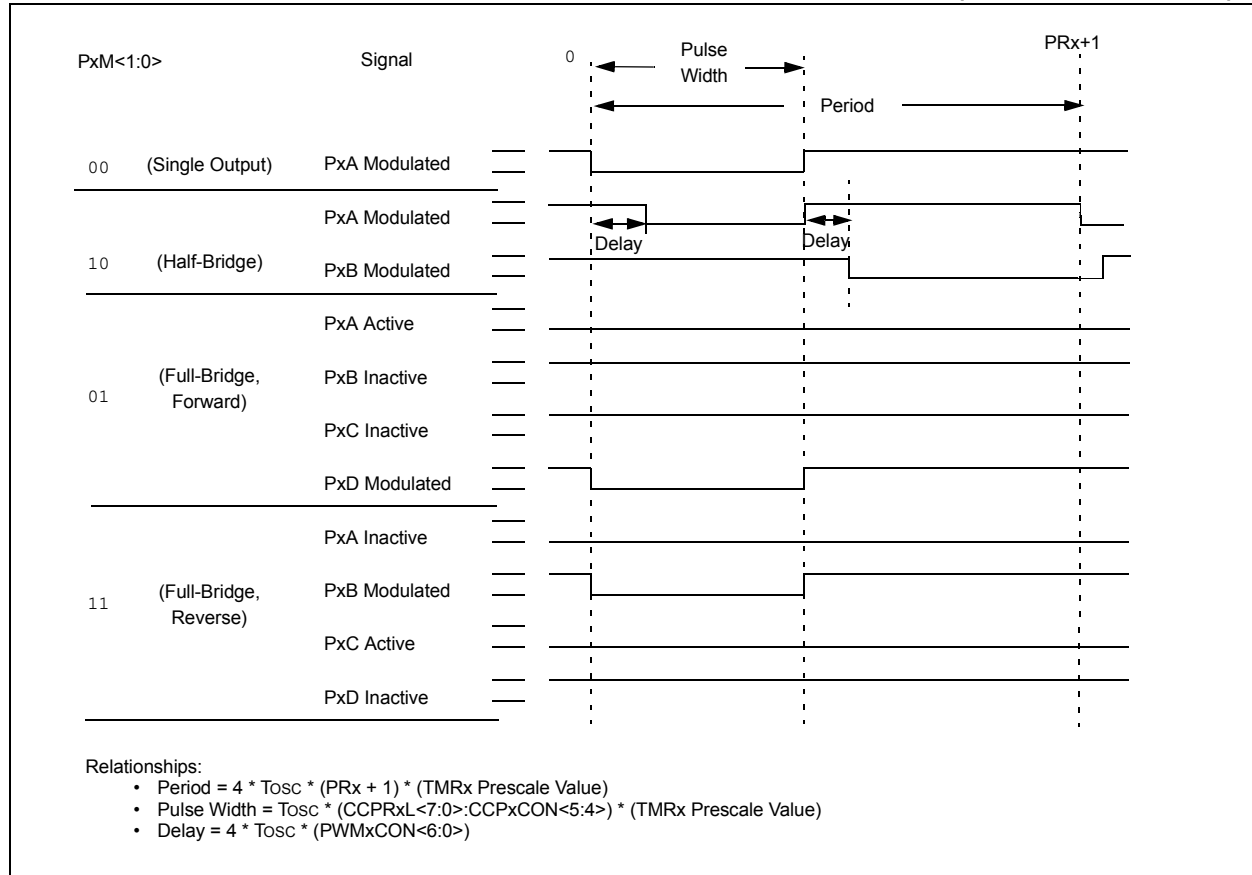 PxM<1:0>
Signal
0
Pulse
Width
PRx+1
Period
00
(Single Output)
PxA Modulated
PxA Modulated
Delay
Delay
10
(Half-Bridge)
PxB Modulated
PxA Active
01
(Full-Bridge,
Forward)
PxB Inactive
PxC Inactive
PxD Modulated
PxA Inactive
11
(Full-Bridge,
Reverse)
PxB Modulated
PxC Active
PxD Inactive
Relationships:
• Period = 4 * TOSC * (PRx + 1) * (TMRx Prescale Value)
• Pulse Width = TOSC * (CCPRxL<7:0>:CCPxCON<5:4>) * (TMRx Prescale Value)
• Delay = 4 * TOSC * (PWMxCON<6:0>)